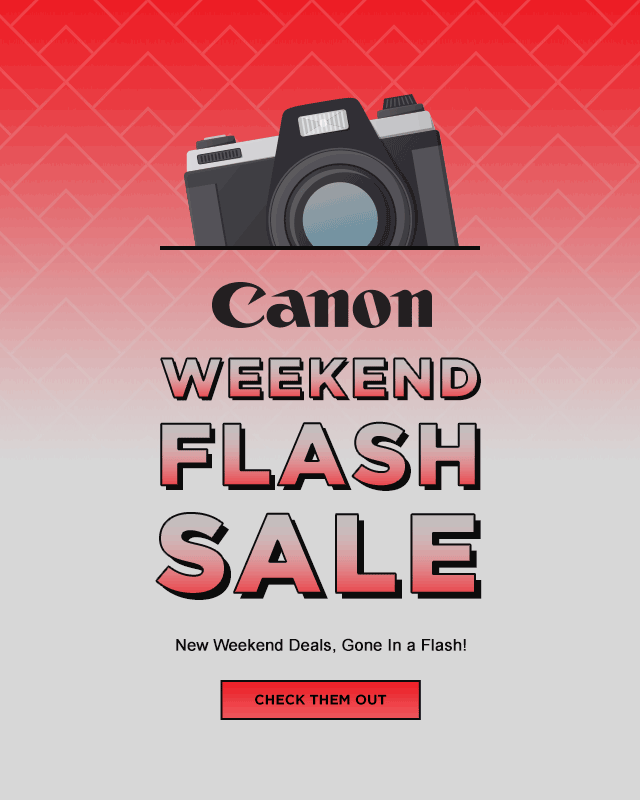 Canon
WEEKEND
FLASH
SALE
New Weekend Deals, Gone In a Flash!
CHECK THEM OUT